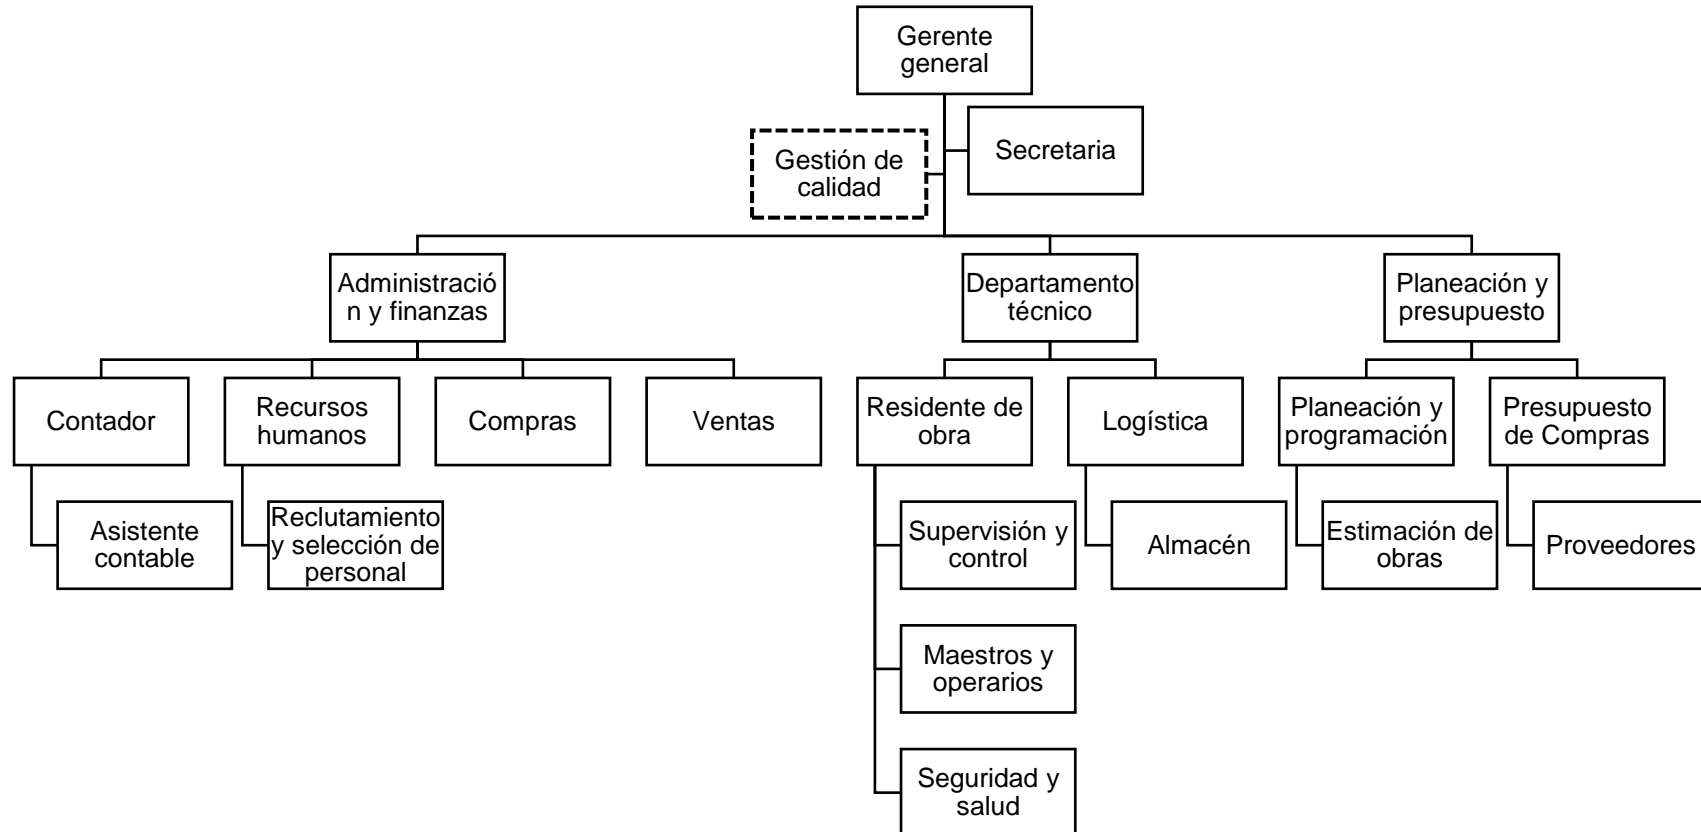 Gerente
general
Secretaria
Gestión de
calidad
Administració
n y finanzas
Departamento
técnico
Planeación y
presupuesto
Contador
Recursos
humanos
Compras
Ventas
Residente de
obra
Logística
Planeación y
programación
Presupuesto
de Compras
Asistente
contable
Reclutamiento
y selección de
personal
Supervisión y
control
Almacén
Estimación de
obras
Proveedores
Maestros y
operarios
Seguridad y
salud